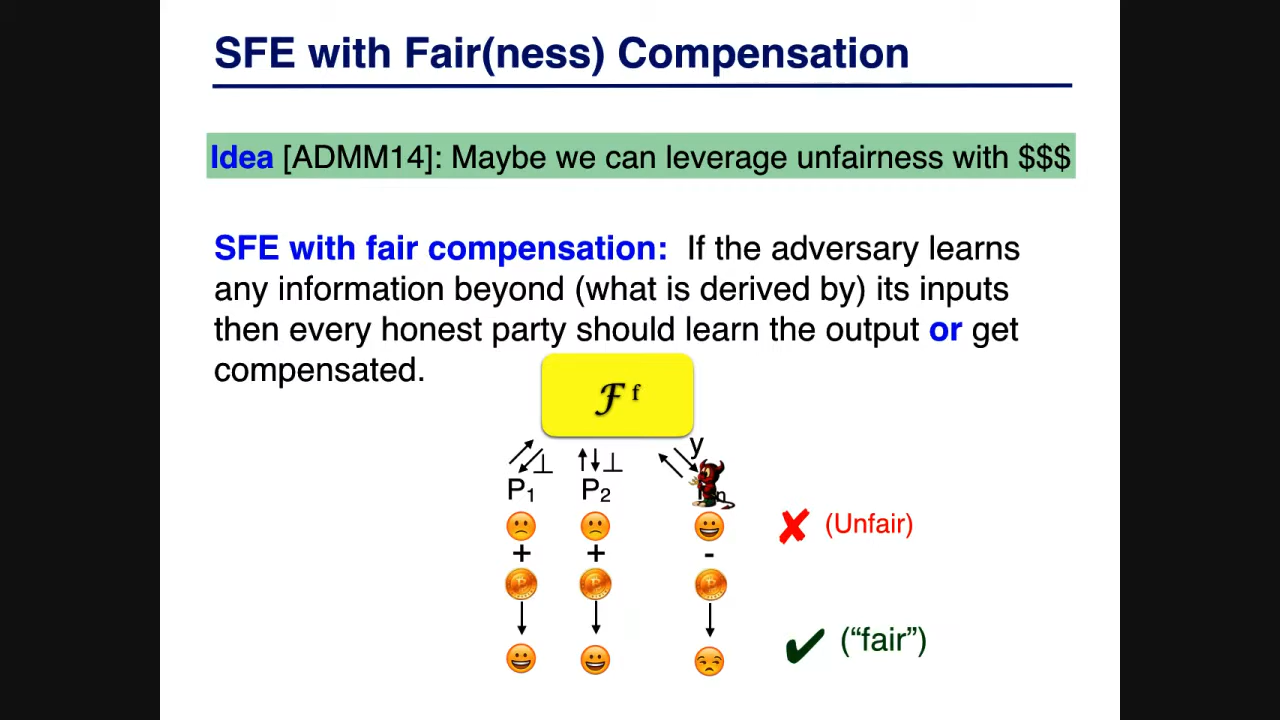 SFE with Fair(ness) Compensation
Idea [ADMM14]: Maybe we can leverage unfairness with $$$
SFE with fair compensation: If the adversary learns
any information beyond (what is derived by) its inputs
then every honest party should learn the output or get
compensated.
ℱ f
y
⊥ ⊥
P₁ P₂ n
✘ (Unfair)
+ + -
✔ (“fair”)